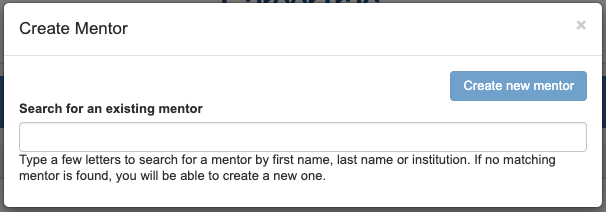 Create Mentor
×
Create new mentor
Search for an existing mentor
Type a few letters to search for a mentor by first name, last name or institution. If no matching
mentor is found, you will be able to create a new one.